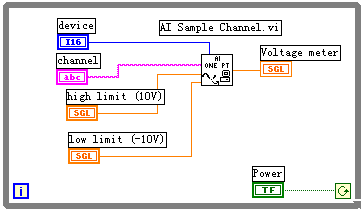 device
AI Sample Channel.vi
I16
channel
abc
AI
ONE PT
Voltage meter
SGL
high limit (10V)
SGL
low limit (-10V)
SGL
Power
TF
i